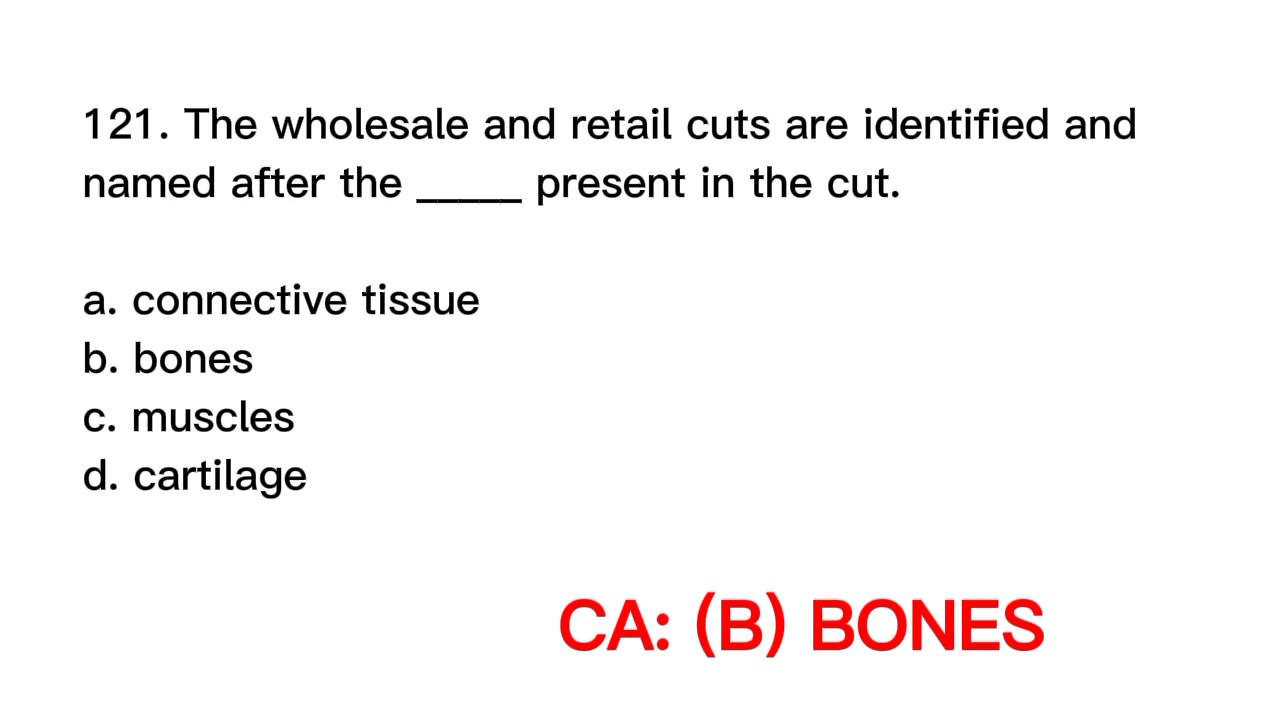 121. The wholesale and retail cuts are identified and
named after the _____ present in the cut.
a. connective tissue
b. bones
c. muscles
d. cartilage
CA: (B) BONES